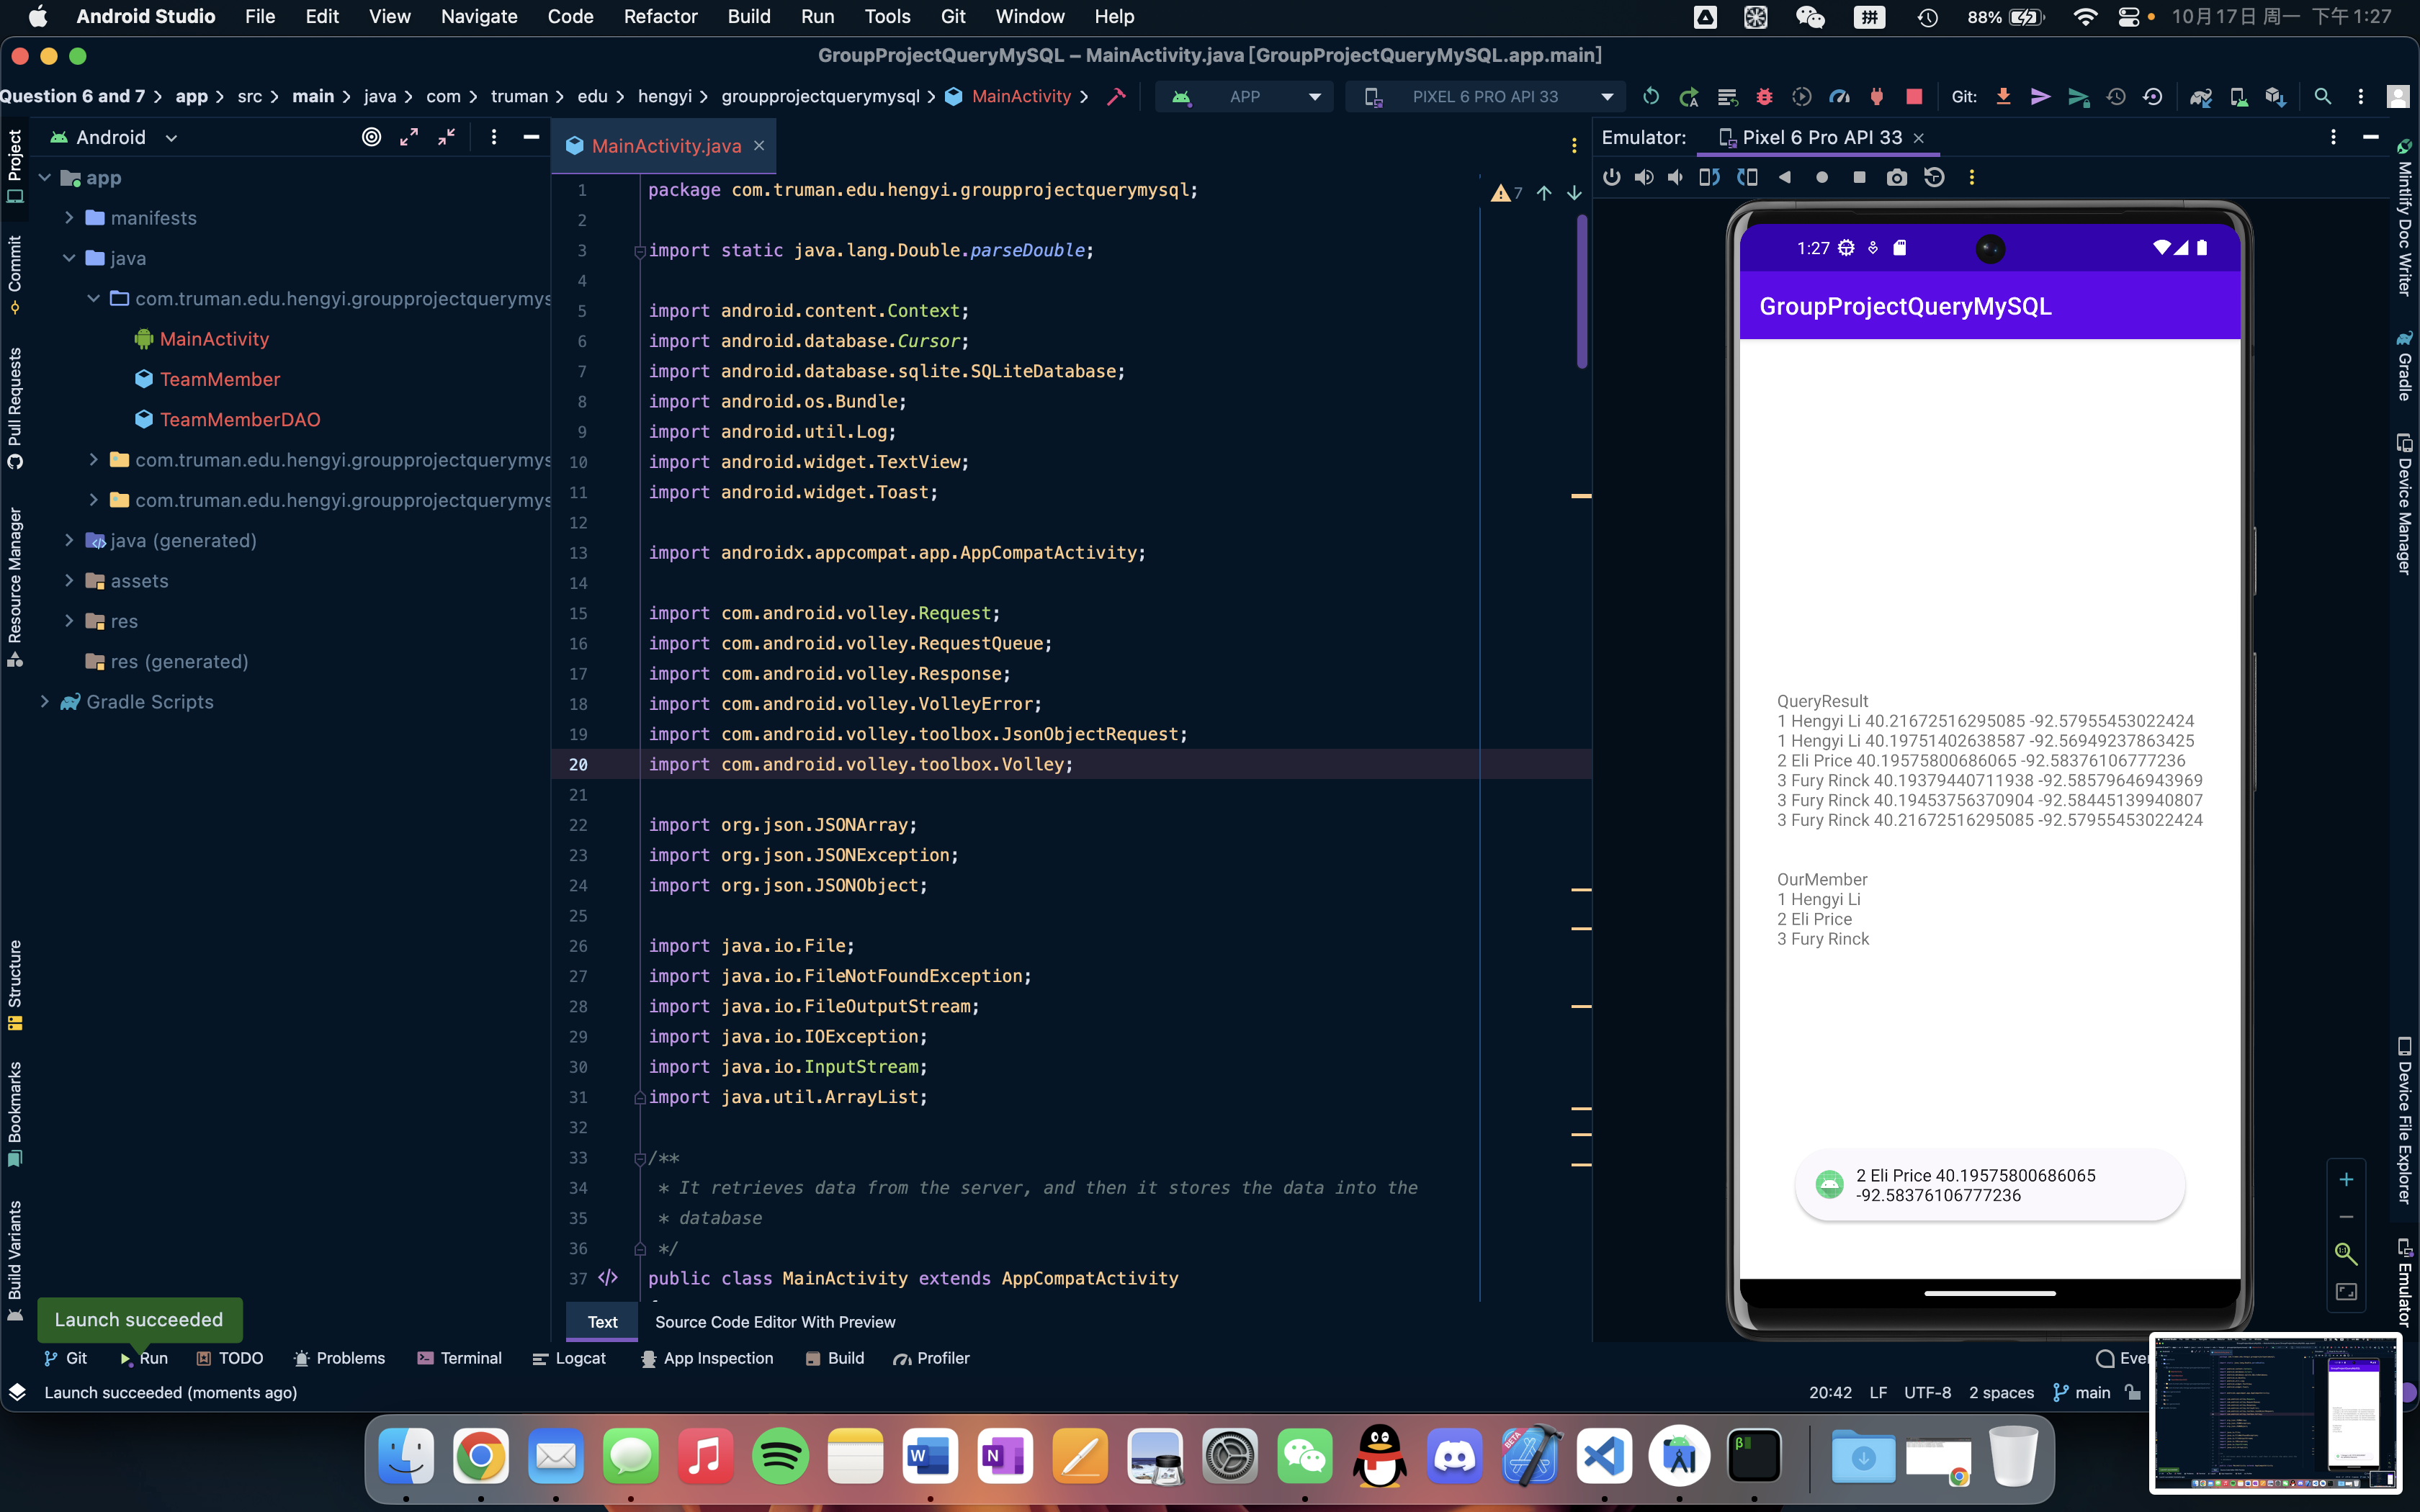 Android Studio File Edit View Navigate Code Refactor Build Run Tools Git Window Help 拼 88% 10月17日 周一 下午 1:27
GroupProjectQueryMySQL – MainActivity.java [GroupProjectQueryMySQL.app.main]
Question 6 and 7 > app > src > main > java > com > truman > edu > hengyi > groupprojectquerymysql > MainActivity > APP PIXEL 6 PRO API 33 Git:
Android
MainActivity.java
Emulator: Pixel 6 Pro API 33
Project
Commit
Pull Requests
Resource Manager
Structure
Bookmarks
Build Variants
app
manifests
java
com.truman.edu.hengyi.groupprojectquerymys
MainActivity
TeamMember
TeamMemberDAO
com.truman.edu.hengyi.groupprojectquerymys
com.truman.edu.hengyi.groupprojectquerymys
java (generated)
assets
res
res (generated)
Gradle Scripts
7
1 package com.truman.edu.hengyi.groupprojectquerymysql;
2
3 import static java.lang.Double.parseDouble;
4
5 import android.content.Context;
6 import android.database.Cursor;
7 import android.database.sqlite.SQLiteDatabase;
8 import android.os.Bundle;
9 import android.util.Log;
10 import android.widget.TextView;
11 import android.widget.Toast;
12
13 import androidx.appcompat.app.AppCompatActivity;
14
15 import com.android.volley.Request;
16 import com.android.volley.RequestQueue;
17 import com.android.volley.Response;
18 import com.android.volley.VolleyError;
19 import com.android.volley.toolbox.JsonObjectRequest;
20 import com.android.volley.toolbox.Volley;
21
22 import org.json.JSONArray;
23 import org.json.JSONException;
24 import org.json.JSONObject;
25
26 import java.io.File;
27 import java.io.FileNotFoundException;
28 import java.io.FileOutputStream;
29 import java.io.IOException;
30 import java.io.InputStream;
31 import java.util.ArrayList;
32
33 /**
34 * It retrieves data from the server, and then it stores the data into the
35 * database
36 */
37 public class MainActivity extends AppCompatActivity
Text Source Code Editor With Preview
1:27
GroupProjectQueryMySQL
QueryResult
1 Hengyi Li 40.21672516295085 -92.57955453022424
1 Hengyi Li 40.19751402638587 -92.56949237863425
2 Eli Price 40.19575800686065 -92.58376106777236
3 Fury Rinck 40.19379440711938 -92.58579646943969
3 Fury Rinck 40.19453756370904 -92.58445139940807
3 Fury Rinck 40.21672516295085 -92.57955453022424
OurMember
1 Hengyi Li
2 Eli Price
3 Fury Rinck
2 Eli Price 40.19575800686065
-92.58376106777236
1:1
Mintlify Doc Writer
Gradle
Device Manager
Device File Explorer
Emulator
Launch succeeded
Git Run TODO Problems Terminal Logcat App Inspection Build Profiler Ever
Launch succeeded (moments ago) 20:42 LF UTF-8 2 spaces main
W N BETA β